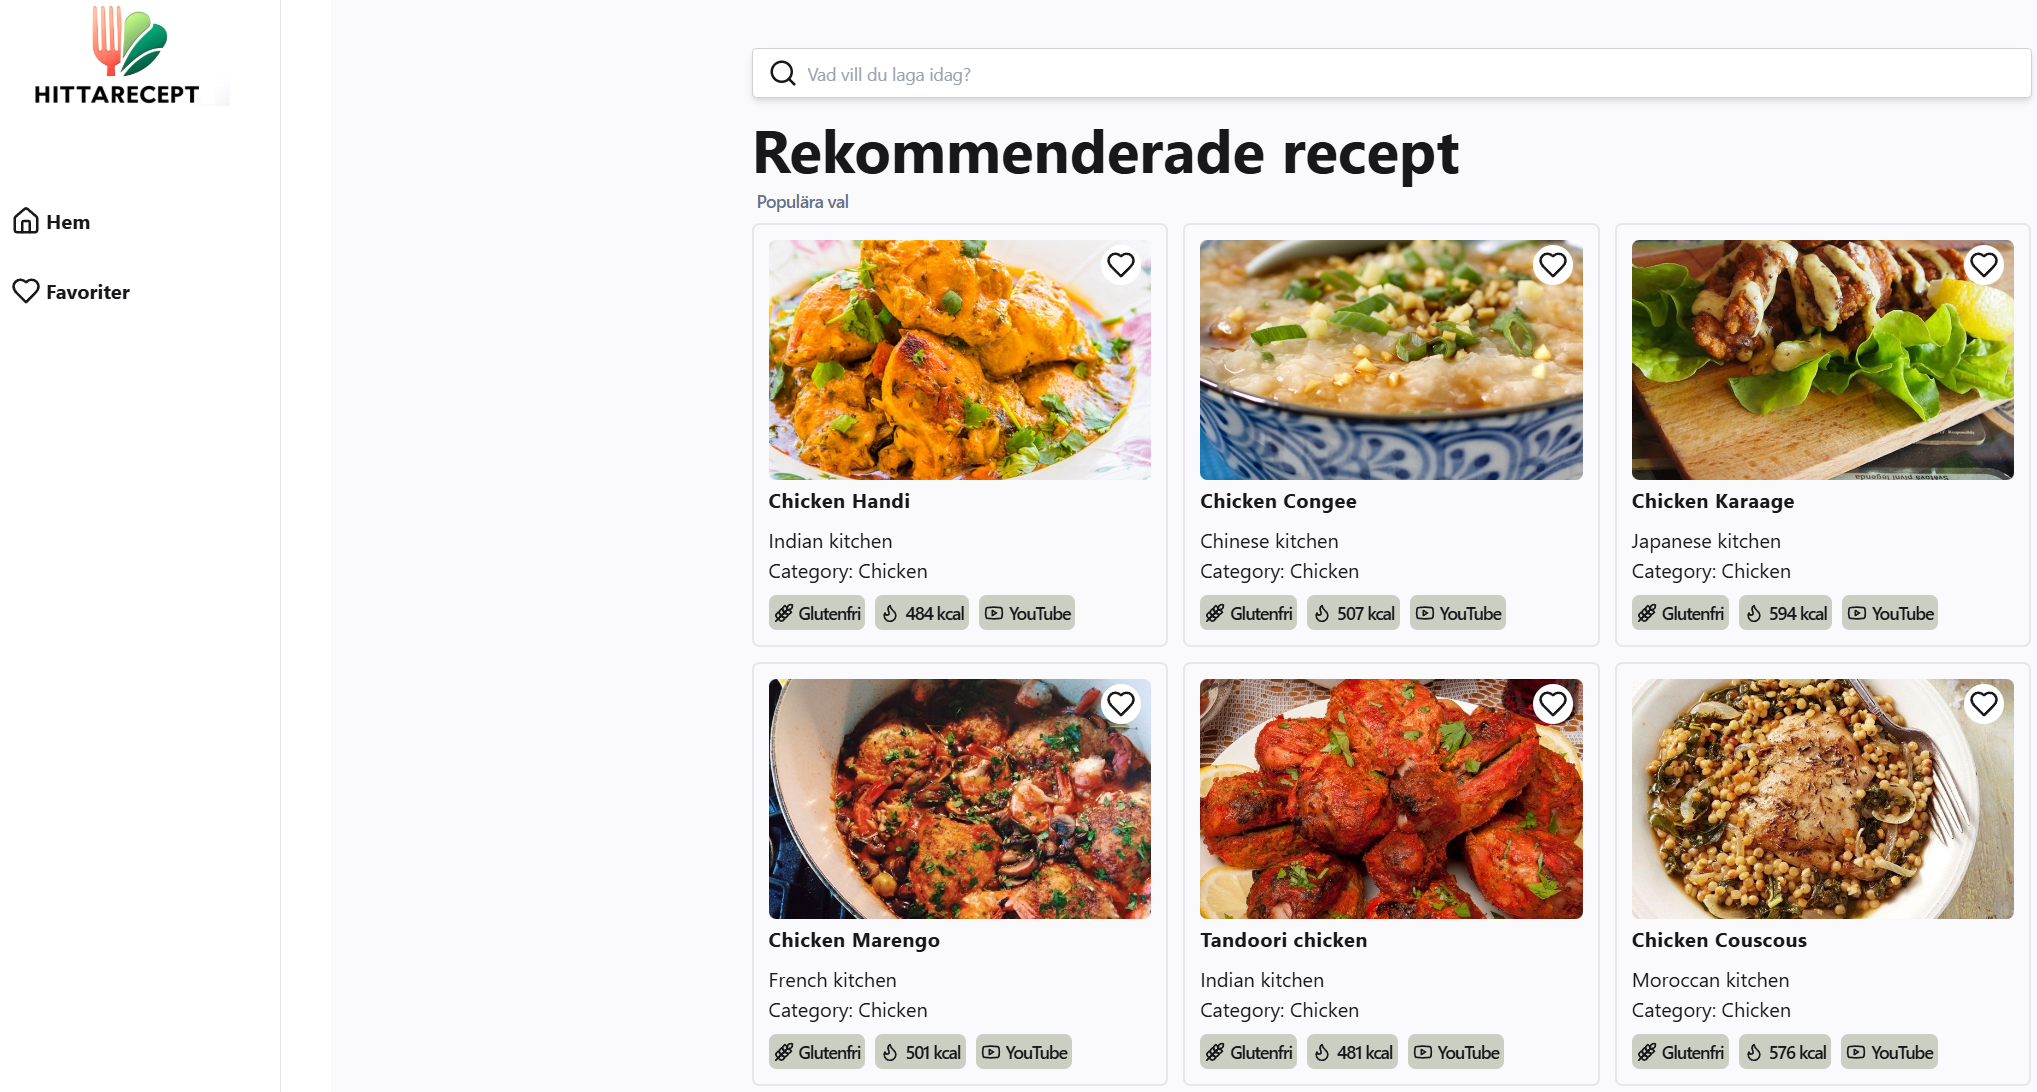 HITTARECEPT
Hem
Favoriter
Vad vill du laga idag?
Rekommenderade recept
Populära val
Chicken Handi
Indian kitchen
Category: Chicken
Glutenfri 484 kcal YouTube
Chicken Congee
Chinese kitchen
Category: Chicken
Glutenfri 507 kcal YouTube
Chicken Karaage
Japanese kitchen
Category: Chicken
Glutenfri 594 kcal YouTube
Chicken Marengo
French kitchen
Category: Chicken
Glutenfri 501 kcal YouTube
Tandoori chicken
Indian kitchen
Category: Chicken
Glutenfri 481 kcal YouTube
Chicken Couscous
Moroccan kitchen
Category: Chicken
Glutenfri 576 kcal YouTube